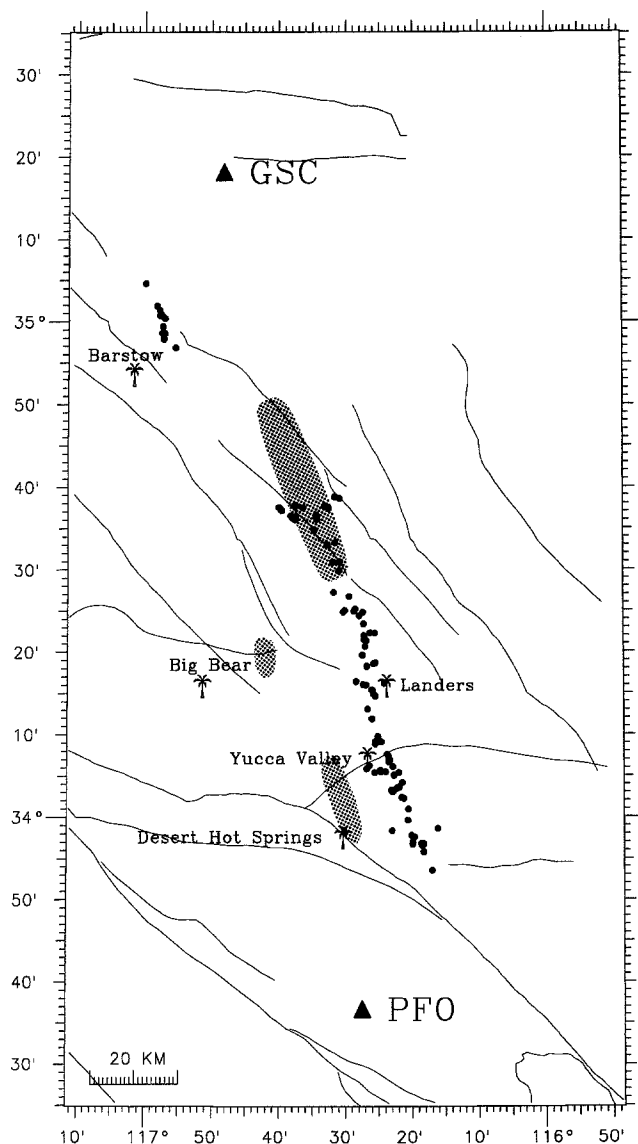 30'
20'
GSC
10'
35°
Barstow
50'
40'
30'
20'
Big Bear
Landers
10'
Yucca Valley
34°
Desert Hot Springs
50'
40'
PFO
20 KM
30'
10' 117° 50' 40' 30' 20' 10' 116° 50'